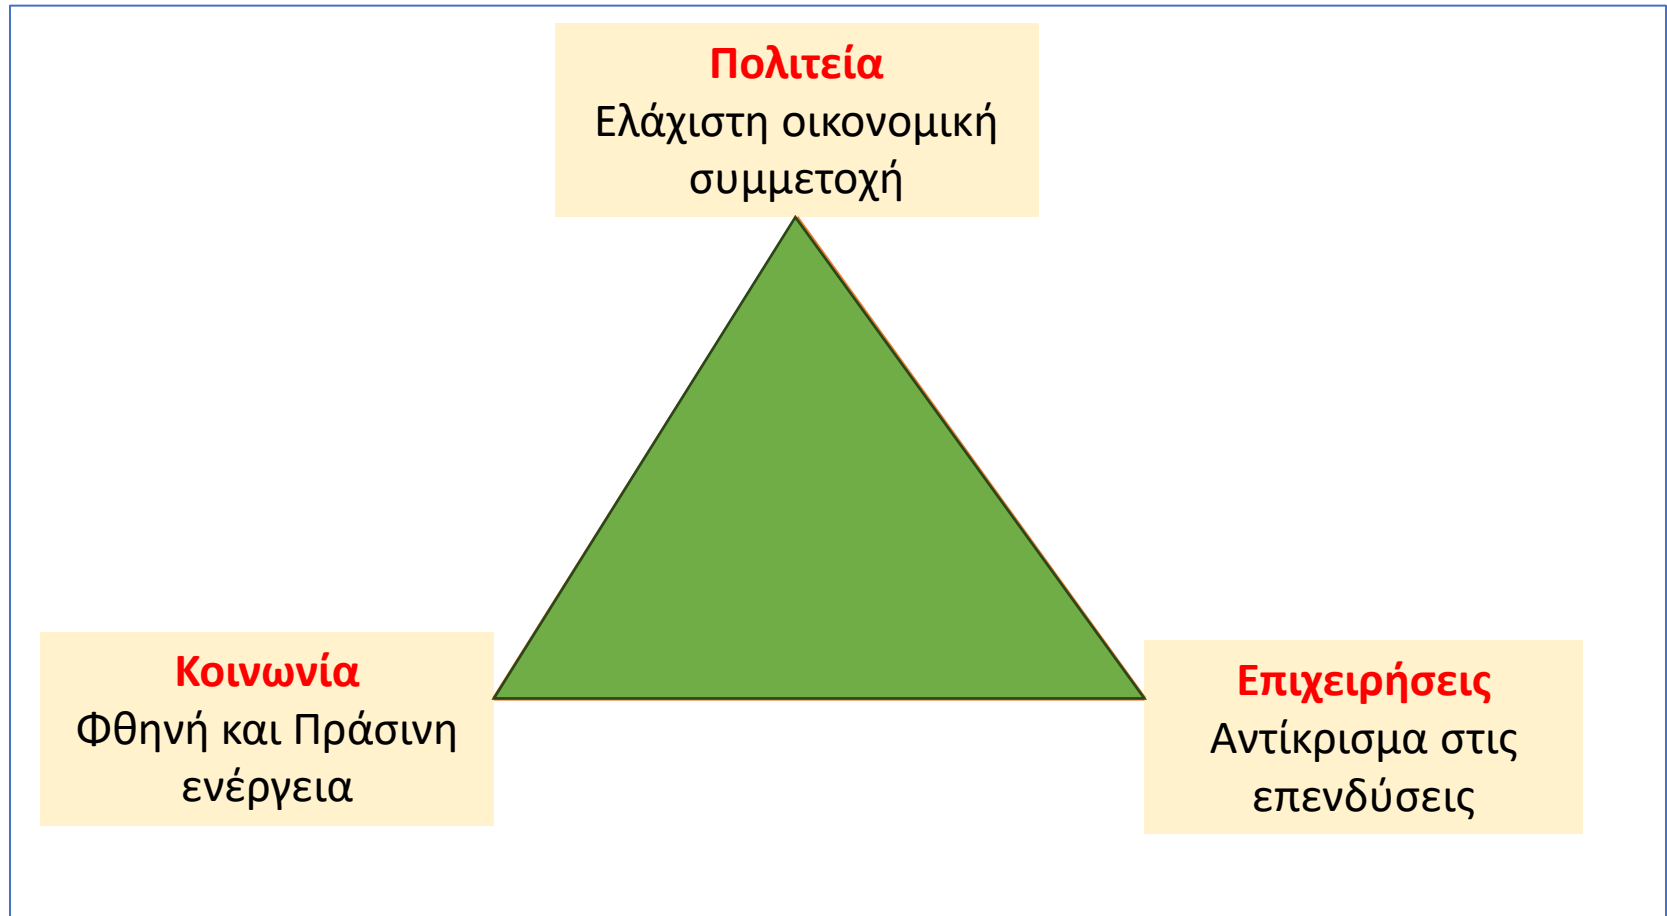 Πολιτεία
Ελάχιστη οικονομική
συμμετοχή
Κοινωνία
Φθηνή και Πράσινη
ενέργεια
Επιχειρήσεις
Αντίκρισμα στις
επενδύσεις